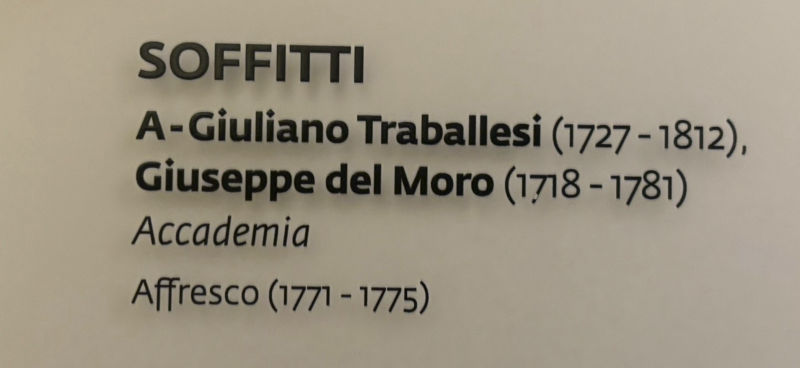 SOFFITTI
A-Giuliano Traballesi (1727 - 1812),
Giuseppe del Moro (1718 - 1781)
Accademia
Affresco (1771 - 1775)